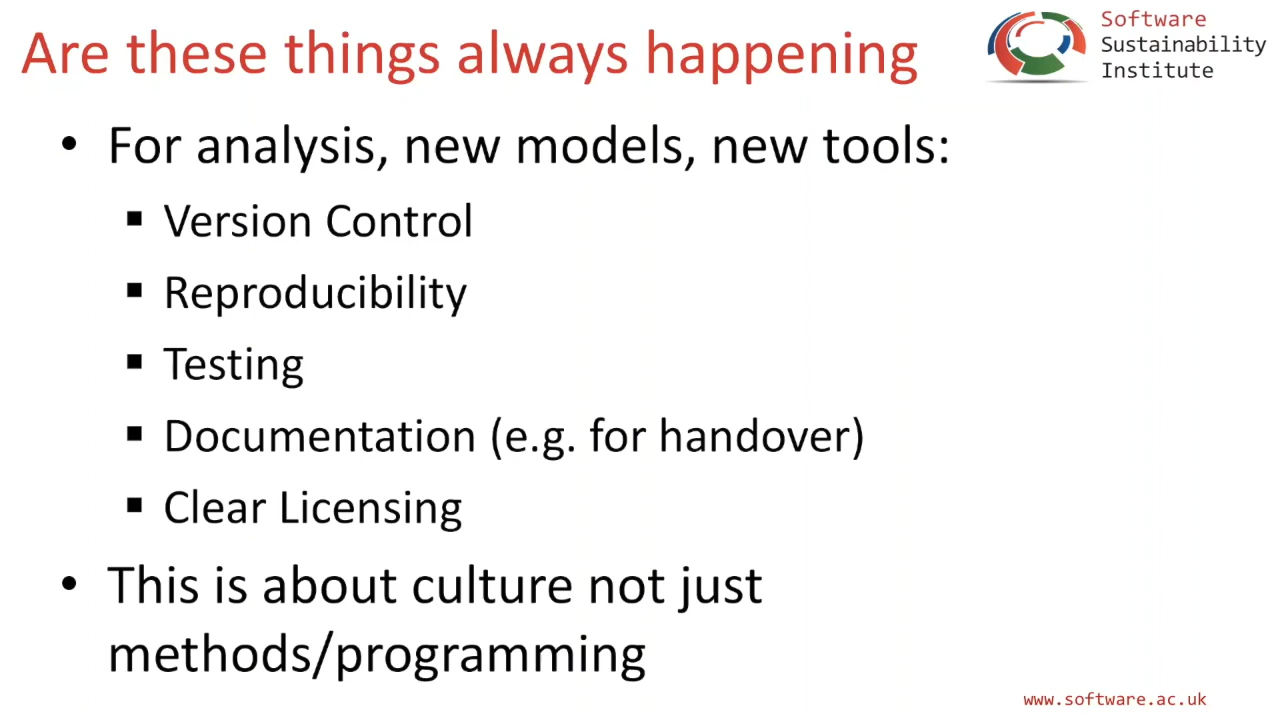 Are these things always happening
Software
Sustainability
Institute
• For analysis, new models, new tools:
▪ Version Control
▪ Reproducibility
▪ Testing
▪ Documentation (e.g. for handover)
▪ Clear Licensing
• This is about culture not just
methods/programming
www.software.ac.uk